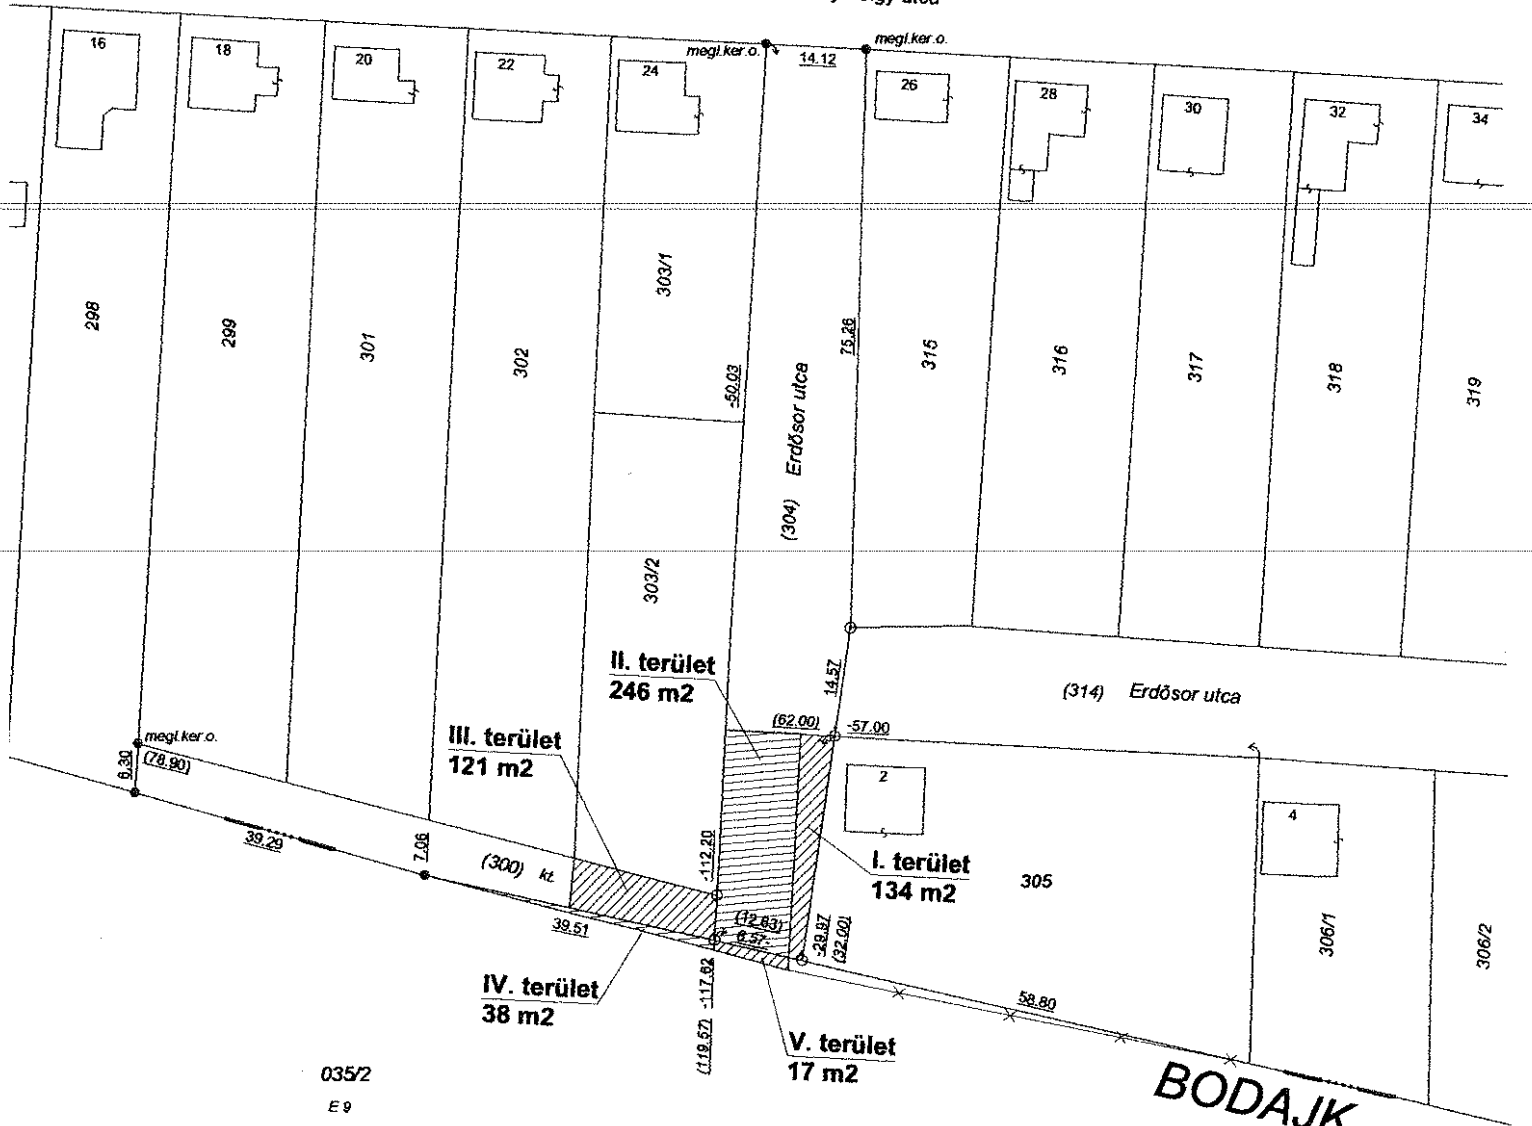 16
18
20
22
24
megl.ker.o.
14.12
megl.ker.o.
26
28
30
32
34
298
299
301
302
303/1
-50.03
(304) Erdősor utca
75.26
315
316
317
318
319
303/2
II. terület
246 m2
14.57
(314) Erdősor utca
(62.00)
-57.00
III. terület
121 m2
megl.ker.o.
(78.90)
6.30
39.29
7.06
(300) kt.
-112.20
2
4
I. terület
134 m2
305
306/1
306/2
39.51
(12.63)
6.57-
-29.97
(32.00)
IV. terület
38 m2
-117.62
(119.57)
58.80
V. terület
17 m2
035/2
E 9
BODAJK